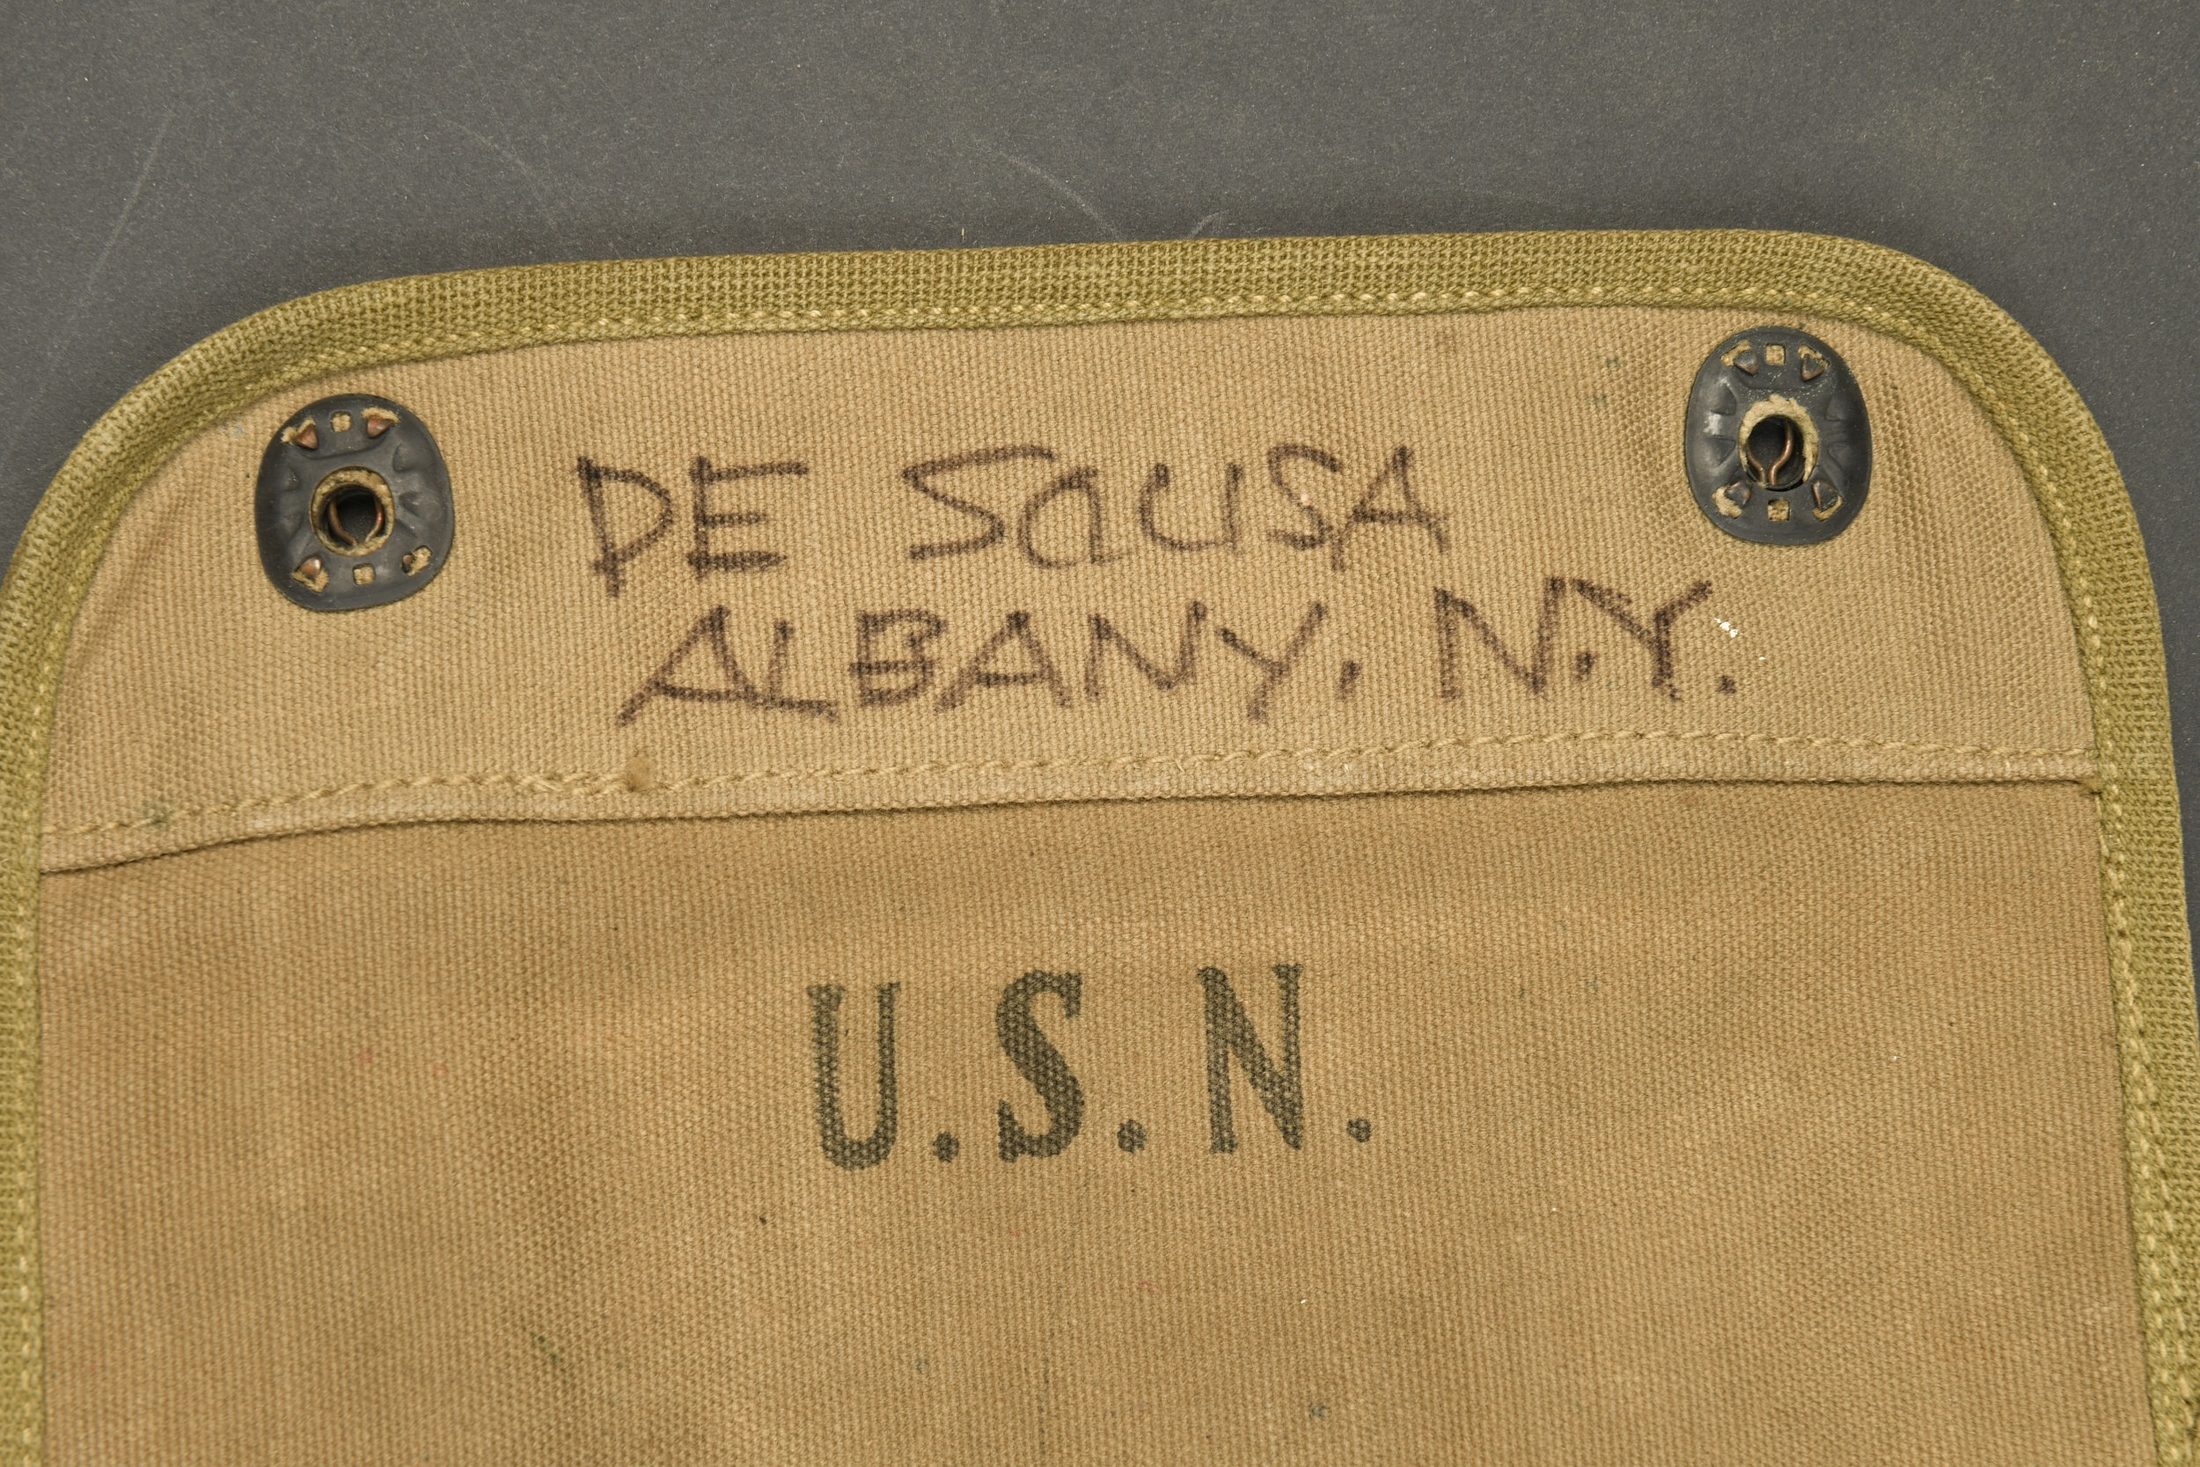 DE SOUSA
ALBANY, N.Y.
U.S.N.